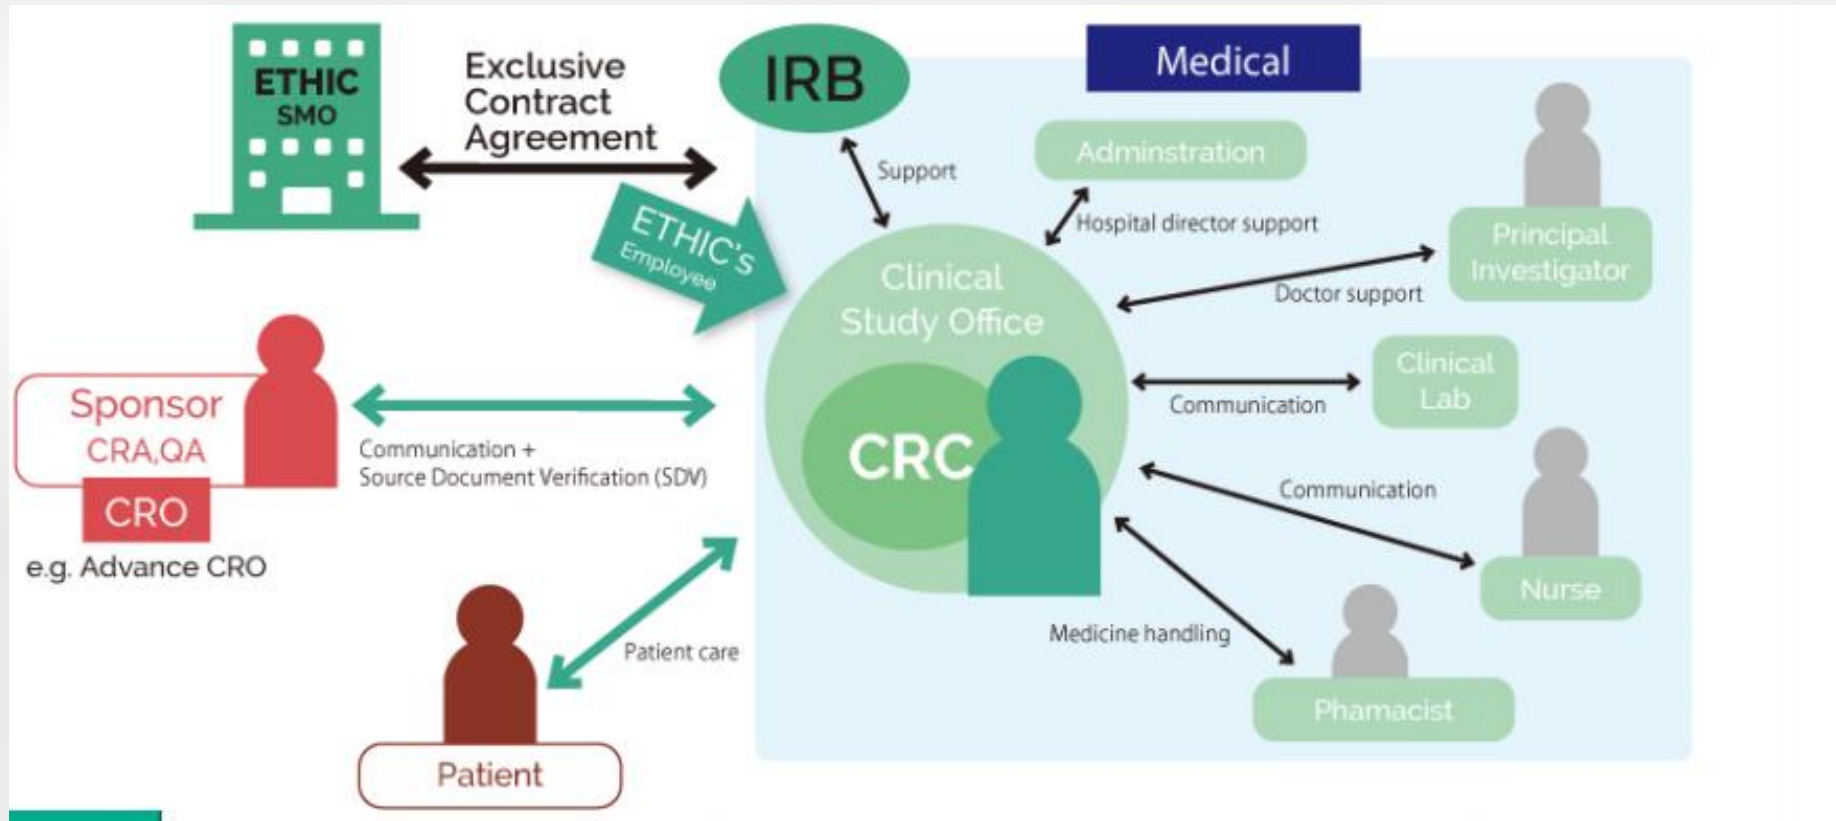 ETHIC
SMO
Exclusive
Contract
Agreement
IRB
Medical
Support
Adminstration
Hospital director support
Principal
Investigator
Doctor support
ETHIC's
Employee
Clinical
Study Office
CRC
Clinical
Lab
Communication
Sponsor
CRA,QA
CRO
e.g. Advance CRO
Communication +
Source Document Verification (SDV)
Communication
Nurse
Medicine handling
Phamacist
Patient care
Patient